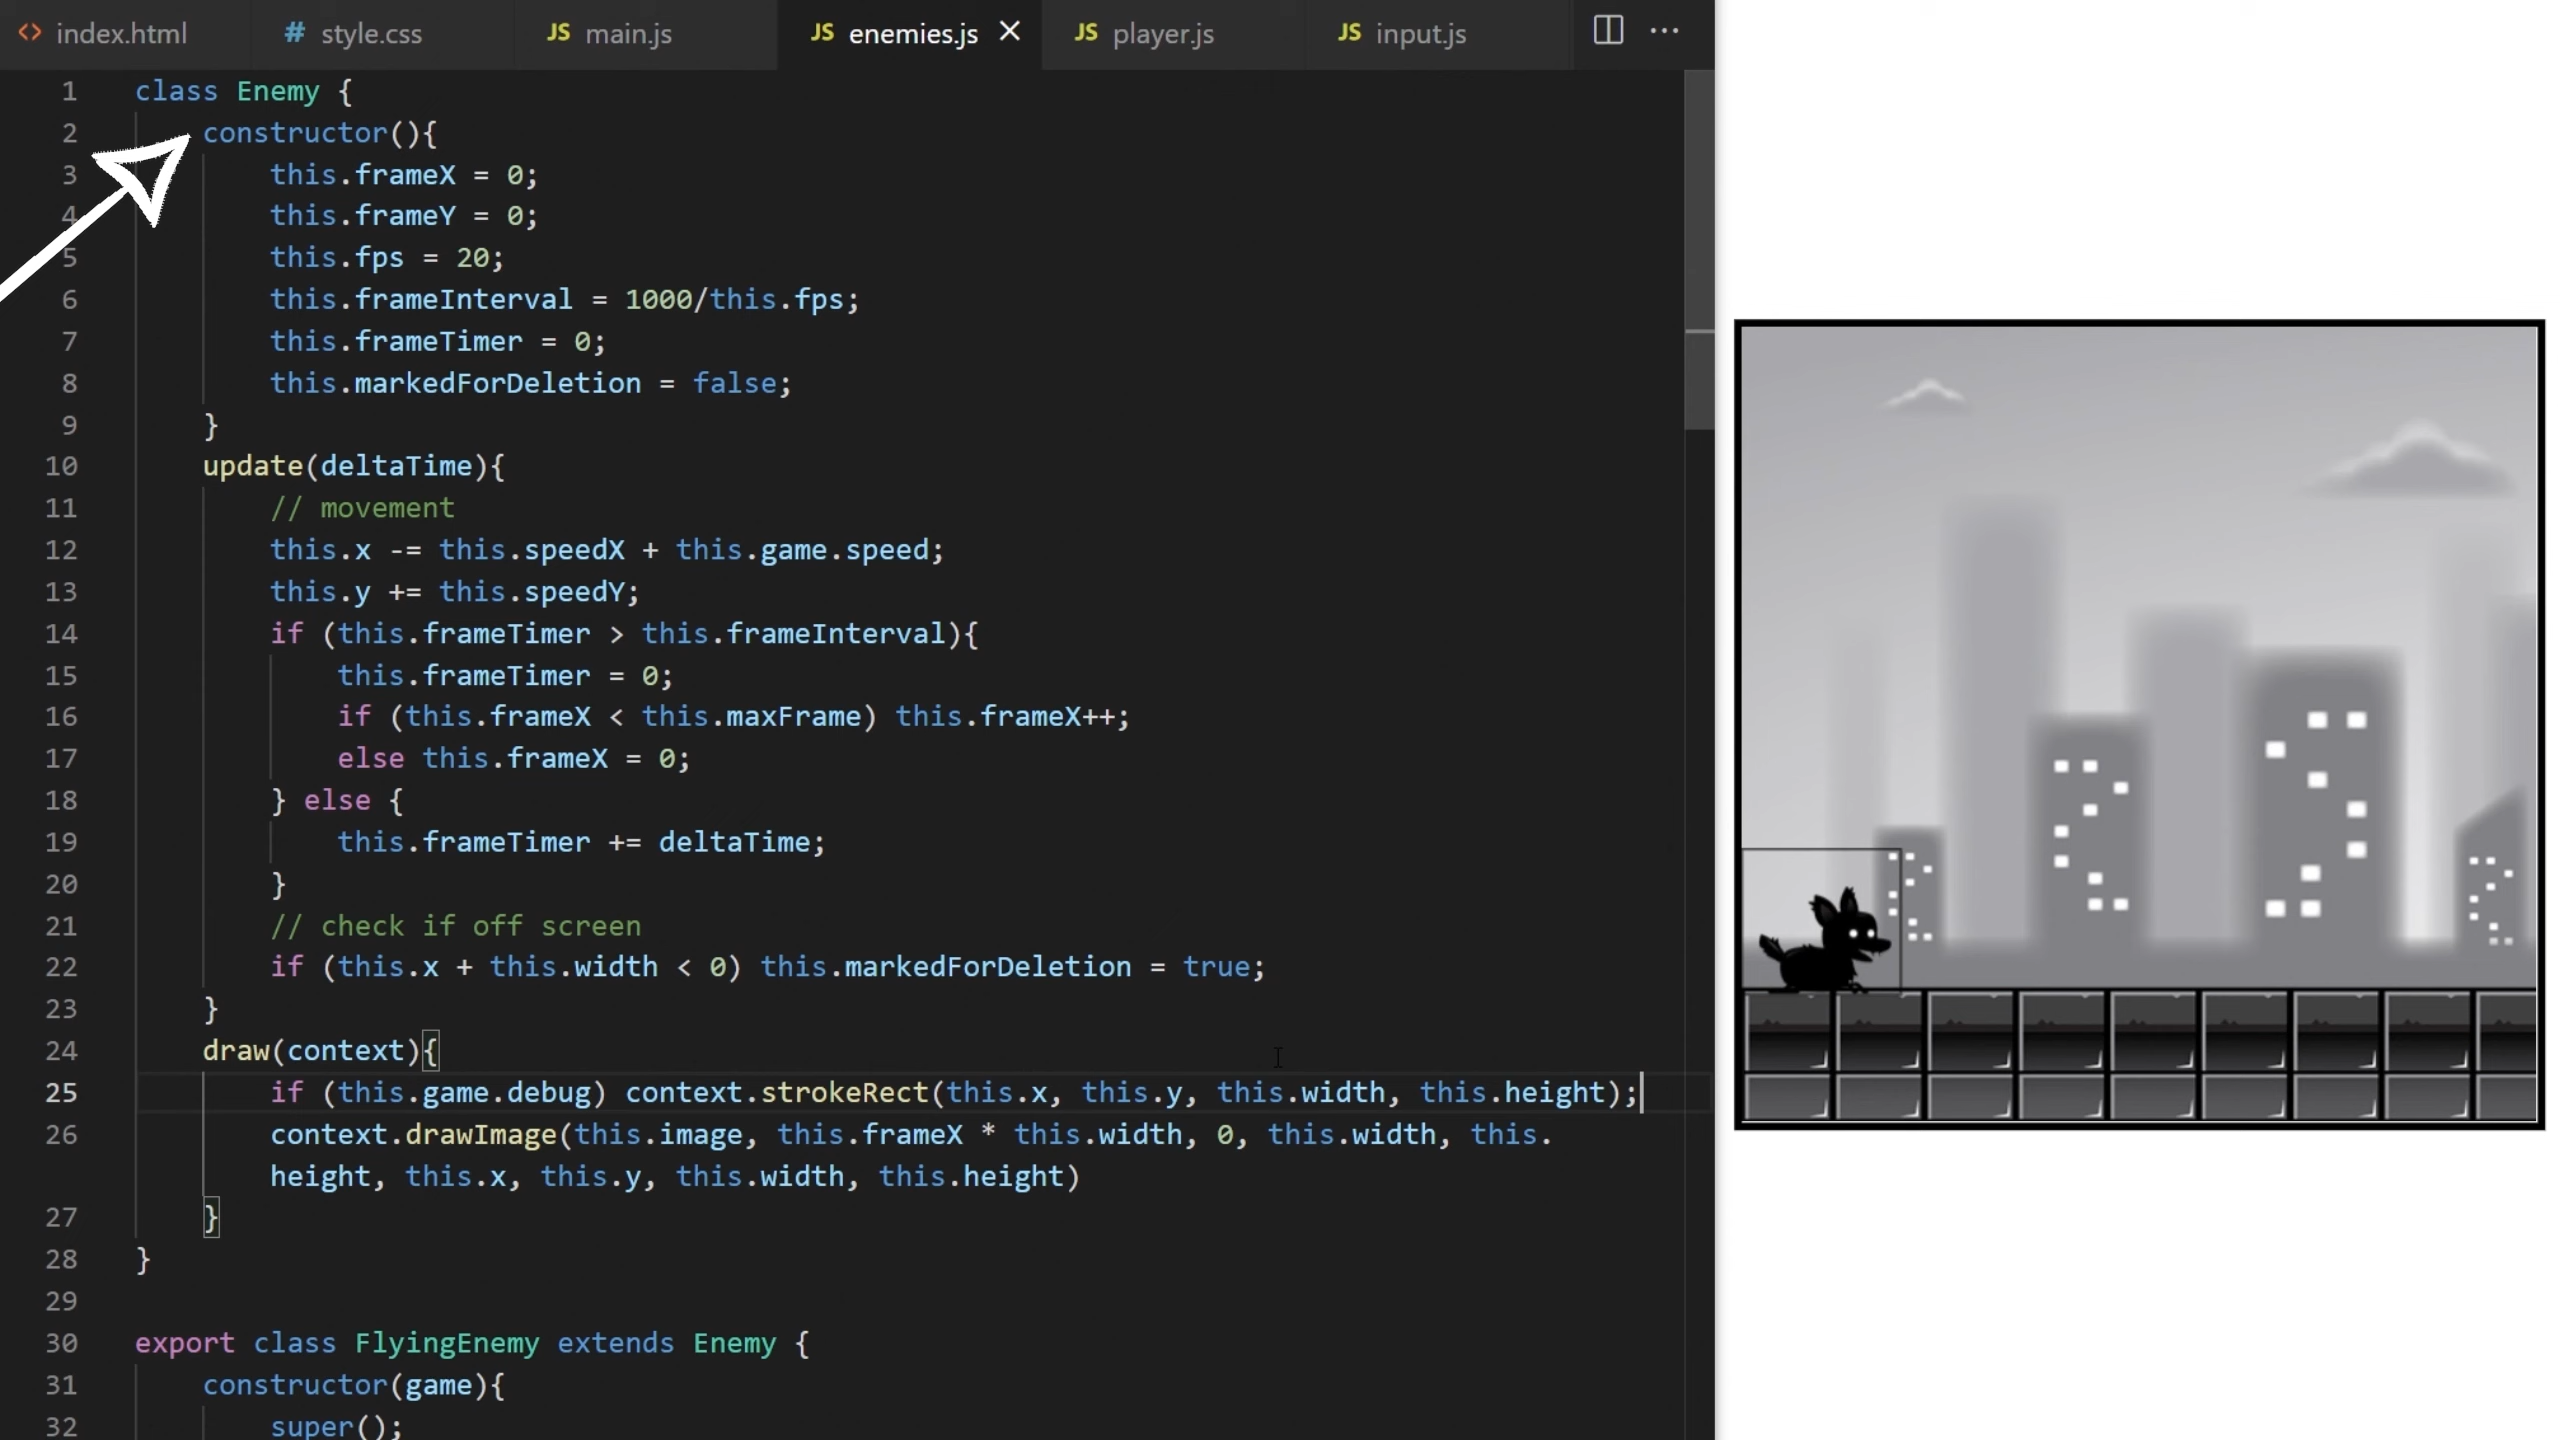 index.html
style.css
JS main.js
JS enemies.js
JS player.js
JS input.js
1 class Enemy {
2 constructor(){
3 this.frameX = 0;
4 this.frameY = 0;
5 this.fps = 20;
6 this.frameInterval = 1000/this.fps;
7 this.frameTimer = 0;
8 this.markedForDeletion = false;
9 }
10 update(deltaTime){
11 // movement
12 this.x -= this.speedX + this.game.speed;
13 this.y += this.speedY;
14 if (this.frameTimer > this.frameInterval){
15 this.frameTimer = 0;
16 if (this.frameX < this.maxFrame) this.frameX++;
17 else this.frameX = 0;
18 } else {
19 this.frameTimer += deltaTime;
20 }
21 // check if off screen
22 if (this.x + this.width < 0) this.markedForDeletion = true;
23 }
24 draw(context){
25 if (this.game.debug) context.strokeRect(this.x, this.y, this.width, this.height);
26 context.drawImage(this.image, this.frameX * this.width, 0, this.width, this.
height, this.x, this.y, this.width, this.height)
27 }
28 }
29
30 export class FlyingEnemy extends Enemy {
31 constructor(game){
32 super();